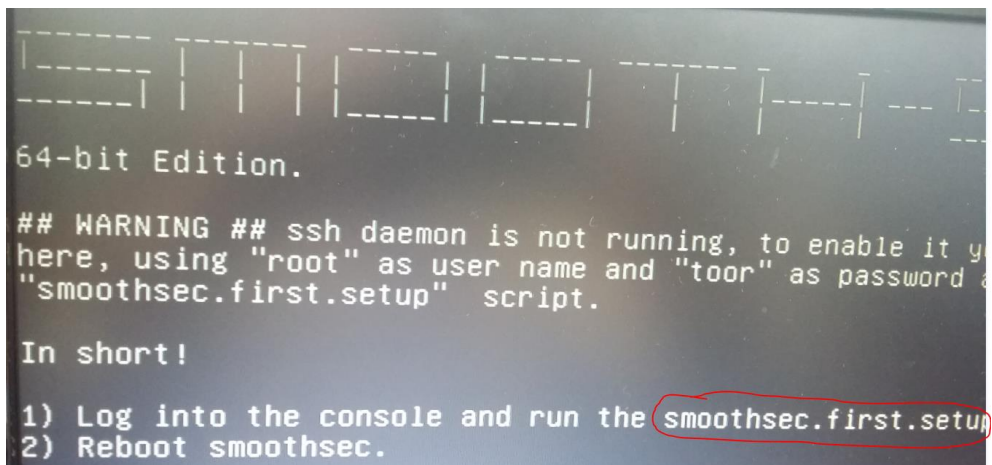 SMOOTH-S
64-bit Edition.
## WARNING ## ssh daemon is not running, to enable it y
here, using "root" as user name and "toor" as password a
"smoothsec.first.setup" script.
In short!
1) Log into the console and run the smoothsec.first.setup
2) Reboot smoothsec.